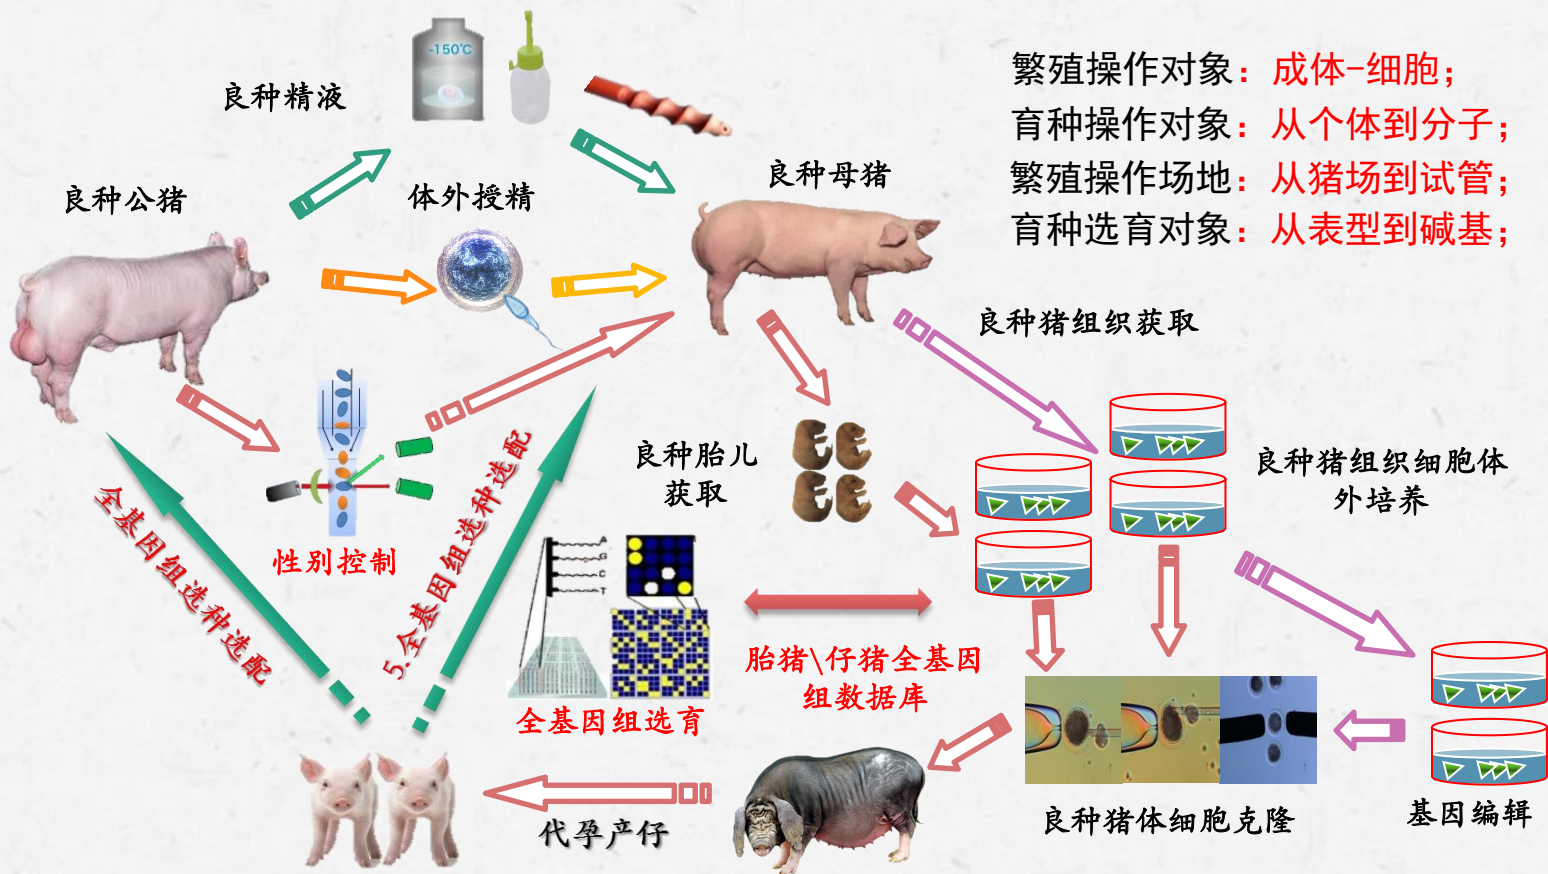 -150℃
良种精液
繁殖操作对象：成体-细胞；
育种操作对象：从个体到分子；
繁殖操作场地：从猪场到试管；
育种选育对象：从表型到碱基；
良种公猪
体外授精
良种母猪
良种猪组织获取
良种胎儿
获取
良种猪组织细胞体
外培养
性别控制
全基因组选种选配
5.全基因组选种选配
A
G
C
T
全基因组选育
胎猪\仔猪全基因
组数据库
良种猪体细胞克隆
基因编辑
代孕产仔